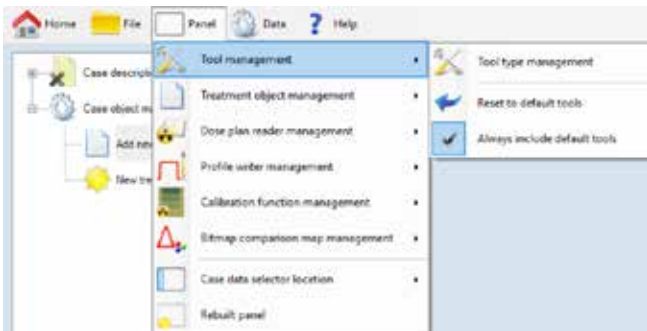 Home File Panel Data Help
Tool management
Tool type management
Case descripti
Treatment object management
Reset to default tools
Case object ma
Dose plan reader management
Always include default tools
Add new
Profile writer management
New tre
Calibration function management
Bitmap comparison map management
Case data selector location
Rebuilt panel